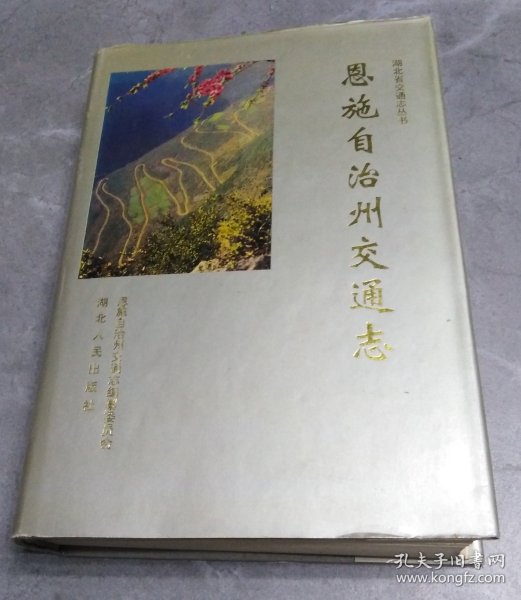 湖北省交通志丛书
恩施自治州交通志
恩施自治州交通志编纂委员会
湖北人民出版社
孔夫子旧书网
www.kongfz.com